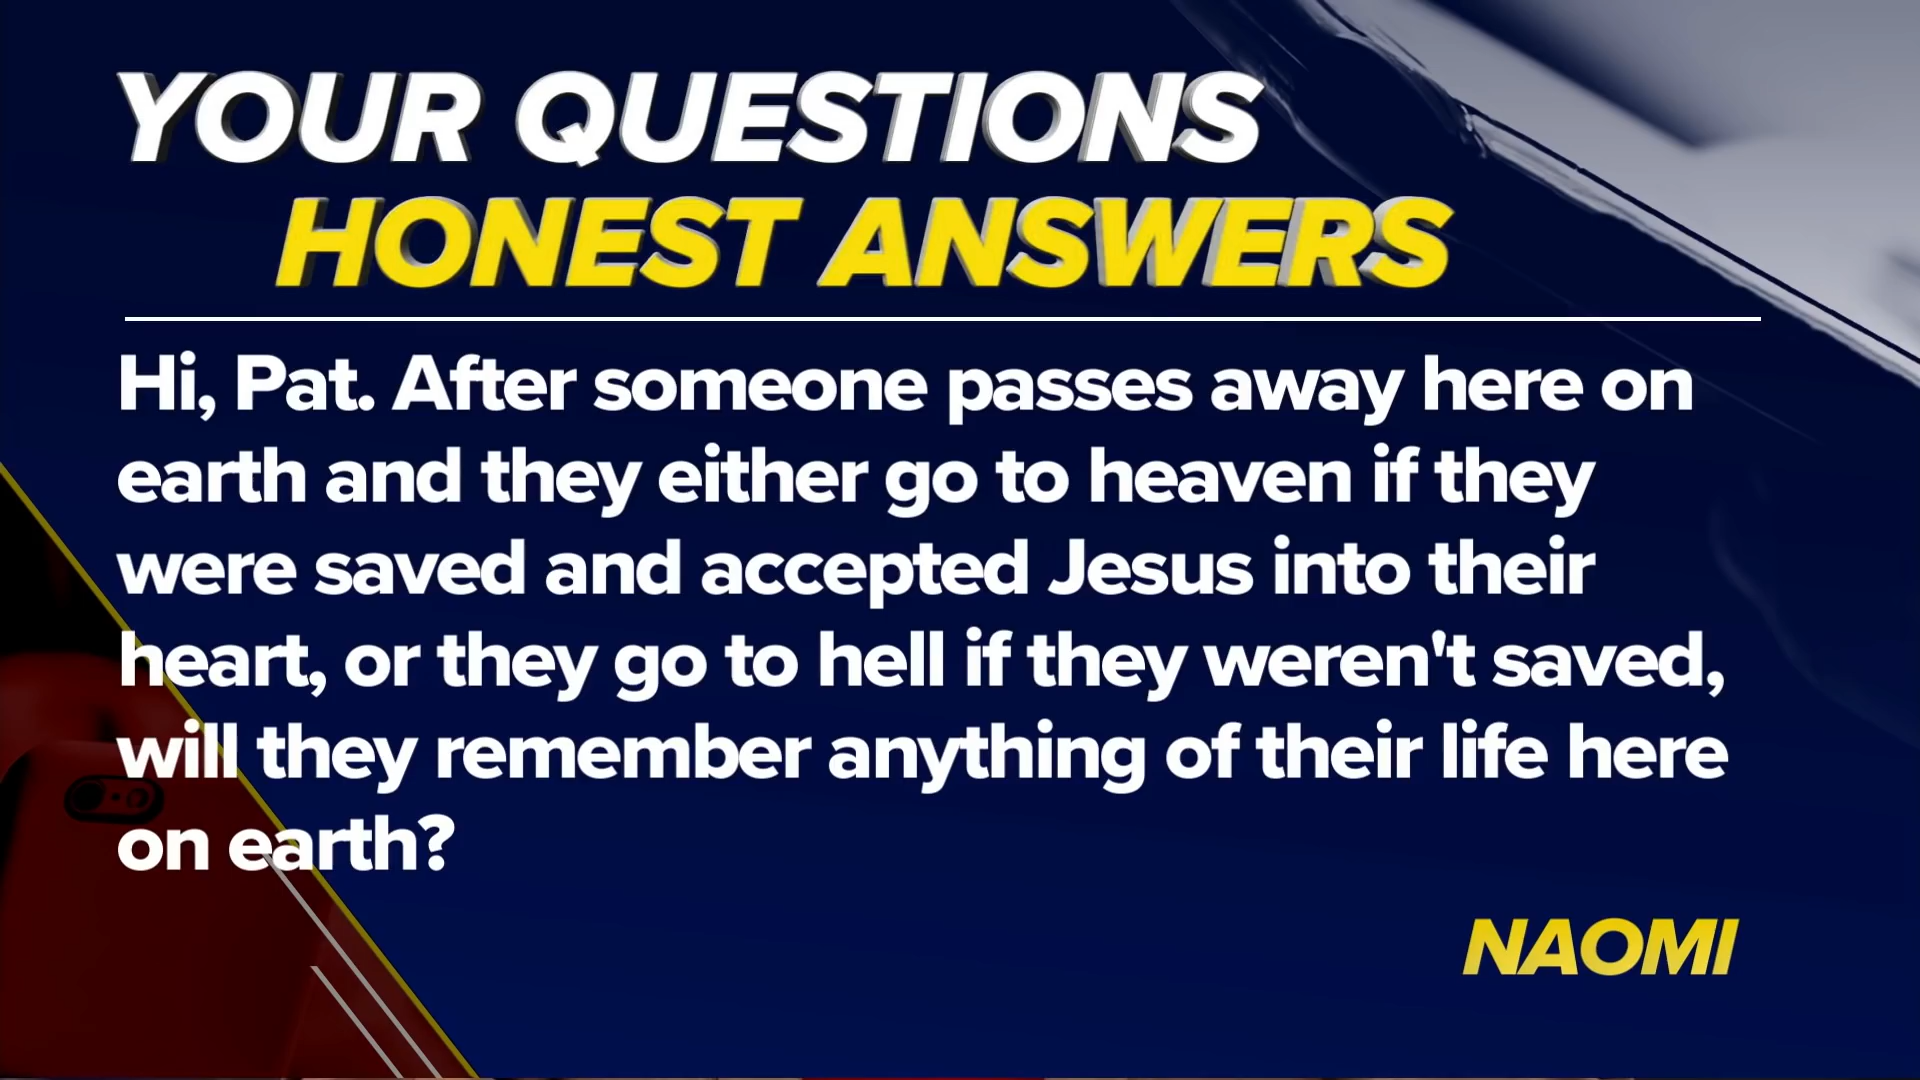 YOUR QUESTIONS
HONEST ANSWERS
Hi, Pat. After someone passes away here on
earth and they either go to heaven if they
were saved and accepted Jesus into their
heart, or they go to hell if they weren't saved,
will they remember anything of their life here
on earth?
NAOMI